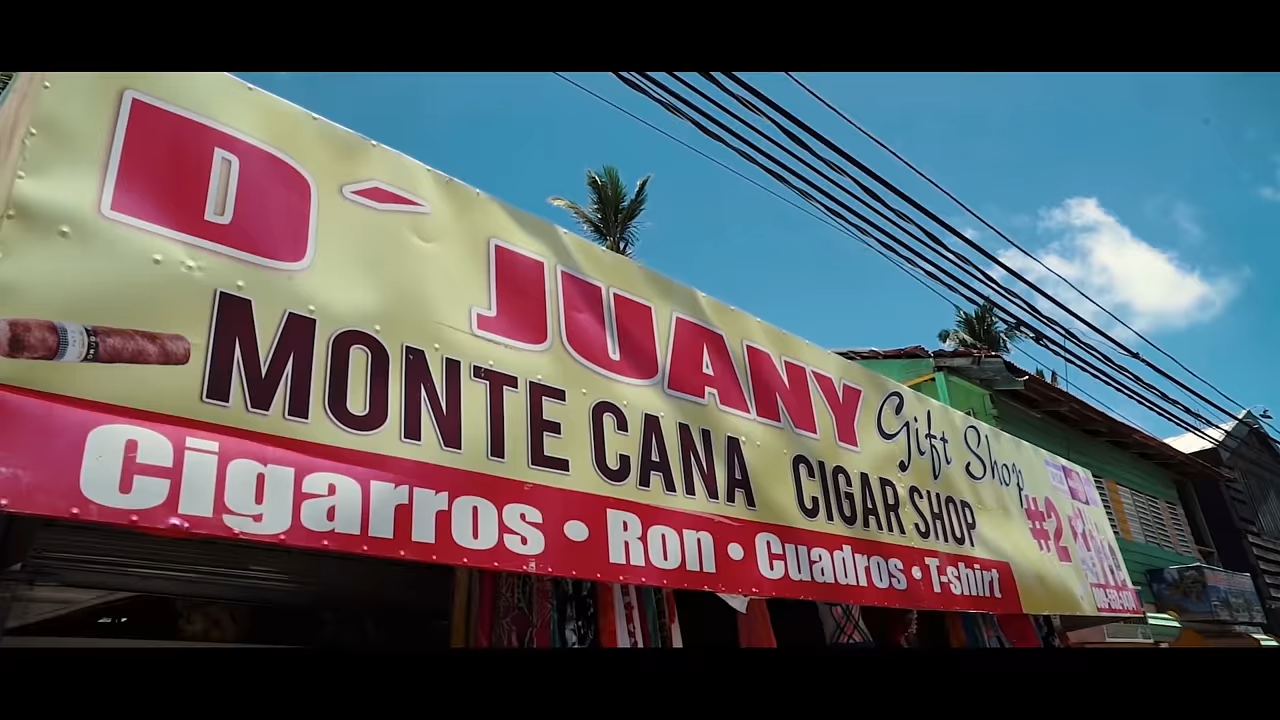 D´ JUANY Gift Shop
MONTE CANA CIGAR SHOP
#2
Cigarros • Ron • Cuadros • T-shirt